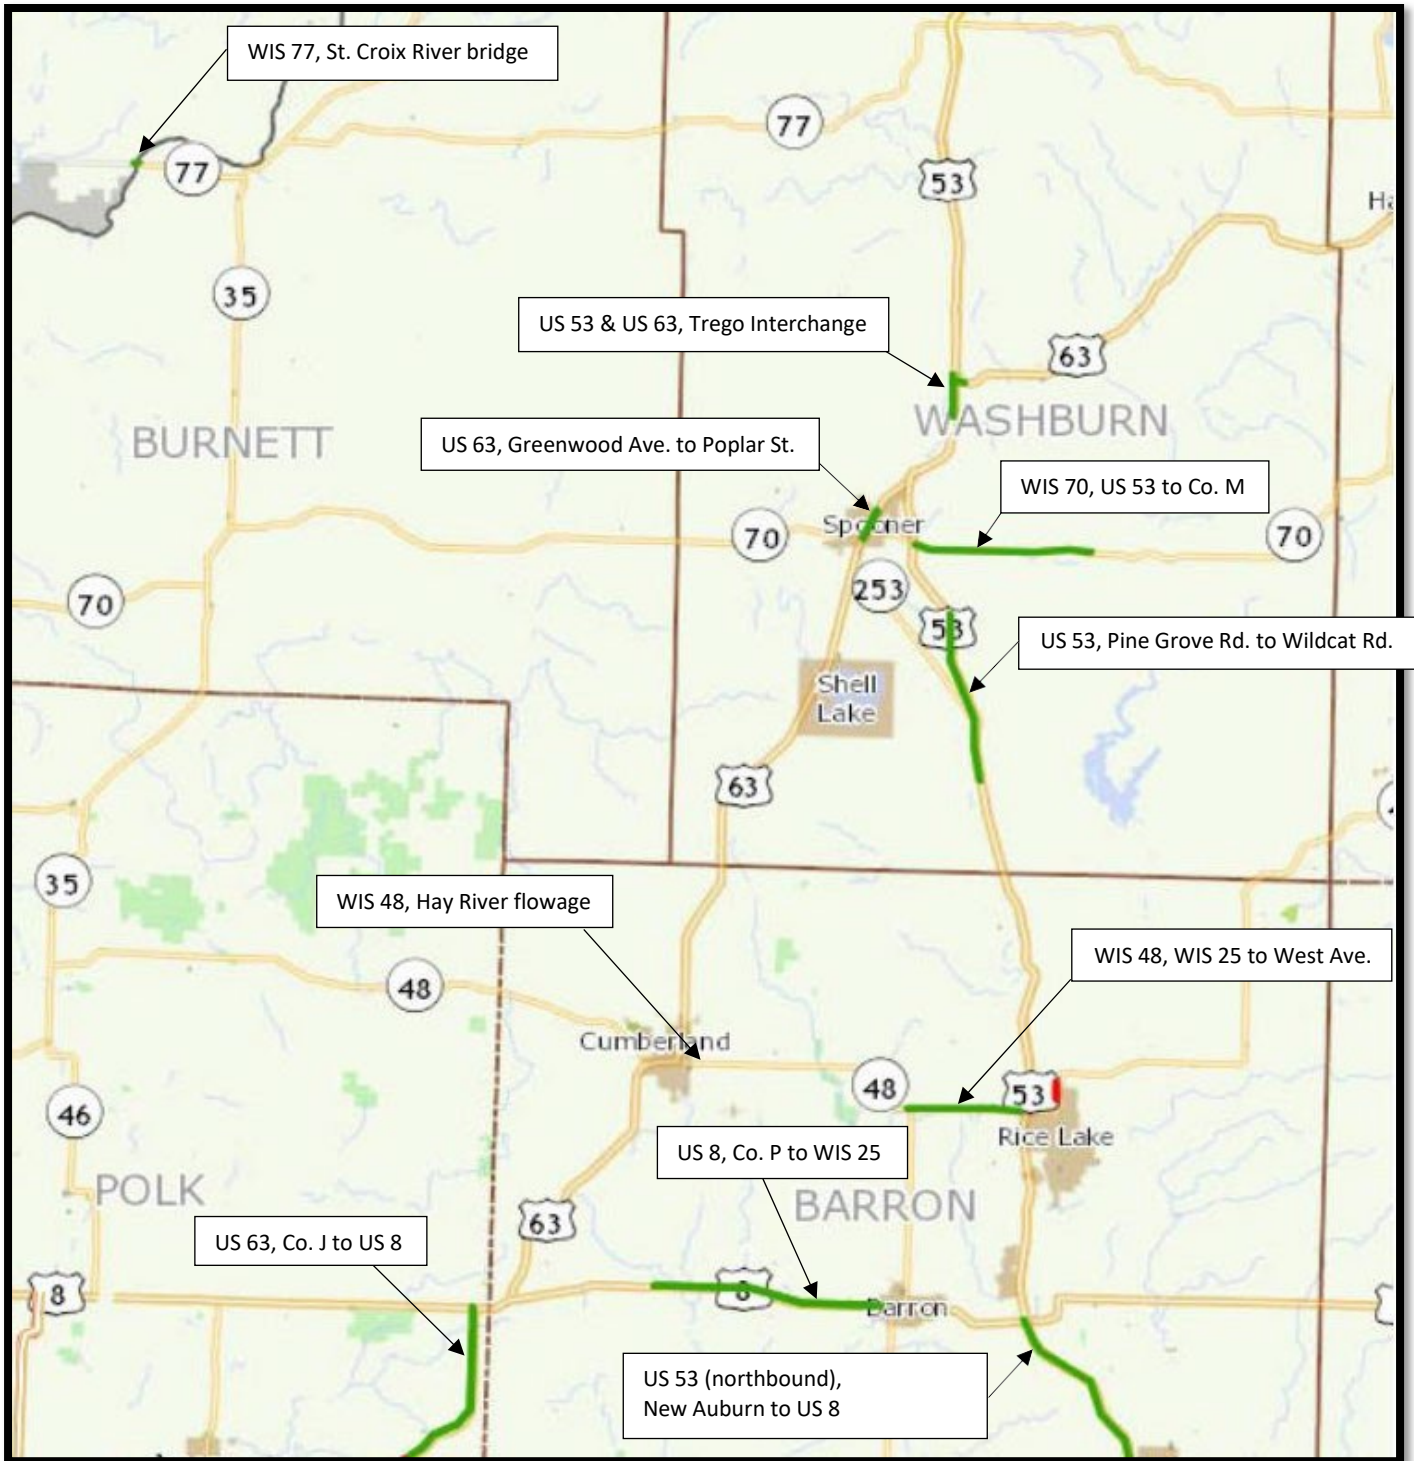 WIS 77, St. Croix River bridge
77
77
53
35
US 53 & US 63, Trego Interchange
63
BURNETT
WASHBURN
US 63, Greenwood Ave. to Poplar St.
WIS 70, US 53 to Co. M
Spooner
70
70
70
253
53
US 53, Pine Grove Rd. to Wildcat Rd.
Shell
Lake
63
35
WIS 48, Hay River flowage
WIS 48, WIS 25 to West Ave.
48
Cumberland
48
53
46
Rice Lake
US 8, Co. P to WIS 25
POLK
BARRON
63
US 63, Co. J to US 8
8
8
Barron
US 53 (northbound),
New Auburn to US 8